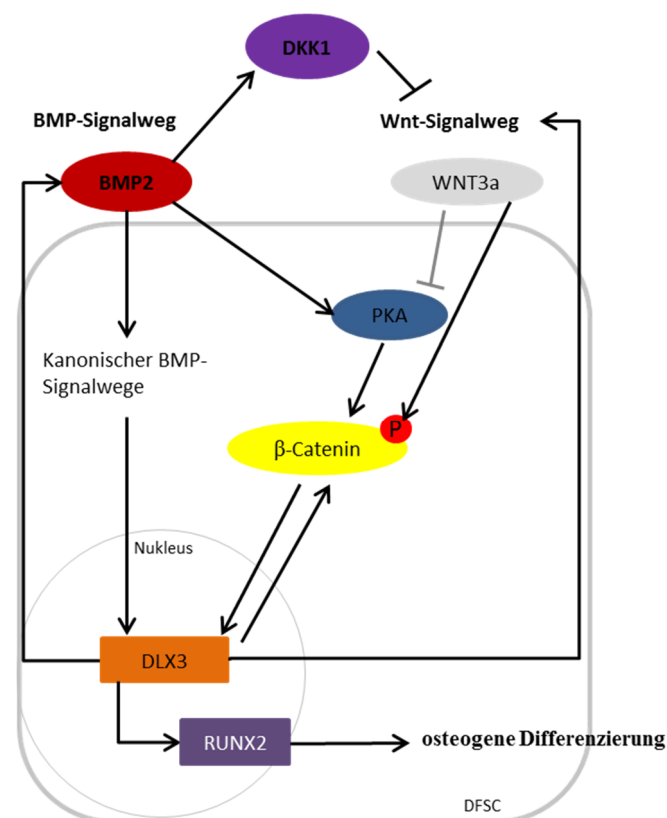 DKK1
BMP-Signalweg
Wnt-Signalweg
BMP2
WNT3a
PKA
Kanonischer BMP-
Signalwege
P
β-Catenin
Nukleus
DLX3
RUNX2
osteogene Differenzierung
DFSC